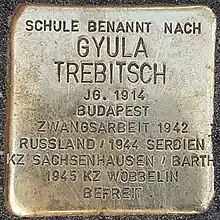 SCHULE BENANNT NACH
GYULA
TREBITSCH
JG. 1914
BUDAPEST
ZWANGSARBEIT 1942
RUSSLAND / 1944 SERDIEN
KZ SACHSENHAUSEN / BARTH
1945 KZ WÖBBELIN
BEFREIT